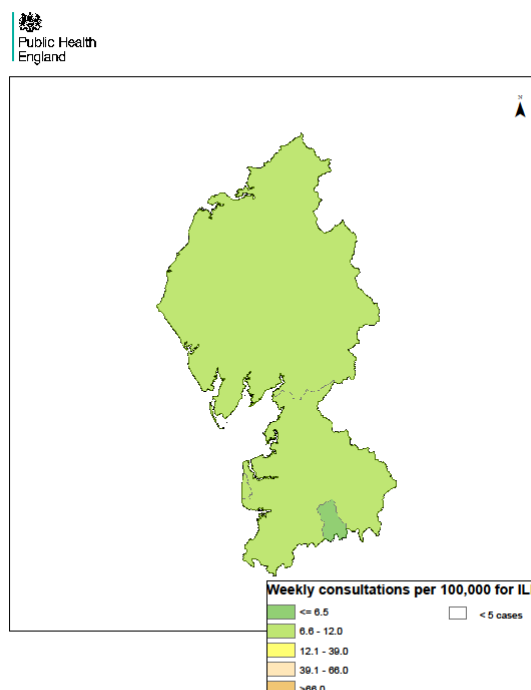 Public Health
England
N
Weekly consultations per 100,000 for IL
<= 6.5
6.6 - 12.0
12.1 - 39.0
39.1 - 66.0
>66.0
< 5 cases